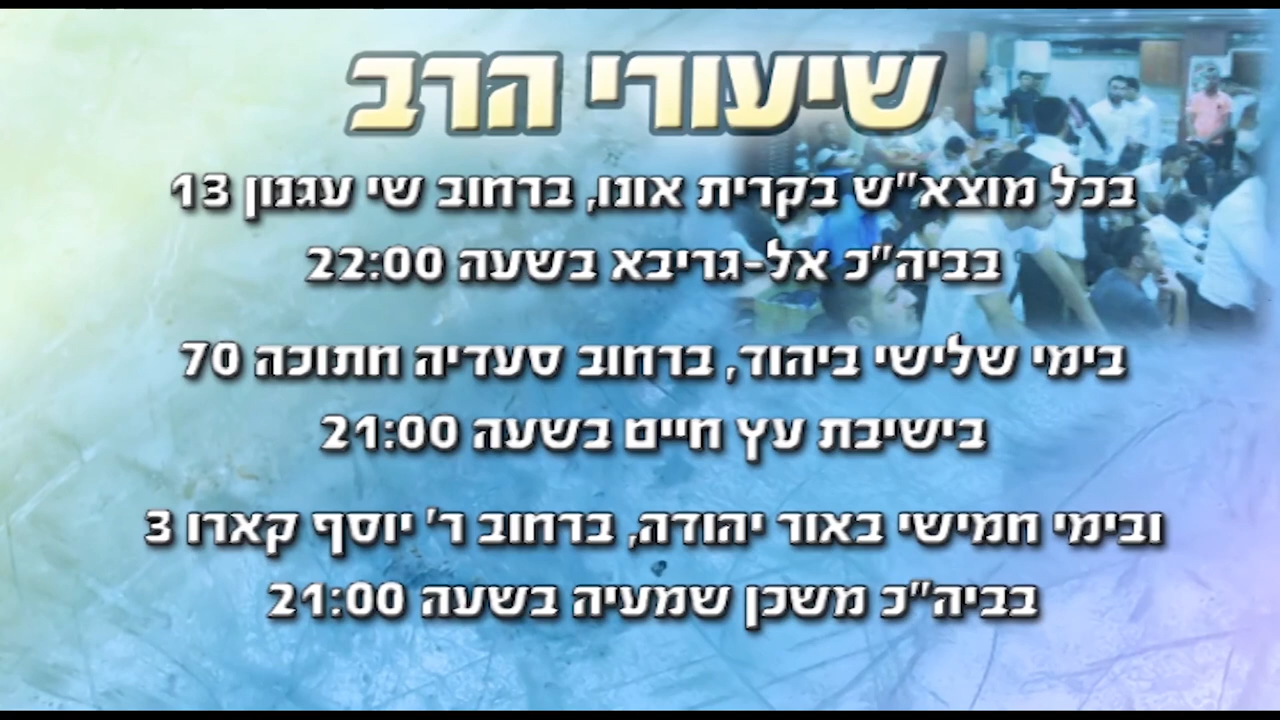 שיעורי הרב
בכל מוצא"ש בקרית אונו, ברחוב שי עגנון 13
בביה"כ אל-גריבא בשעה 22:00
בימי שלישי ביהוד, ברחוב סעדיה חתוכה 70
בישיבת עץ חיים בשעה 21:00
ובימי חמישי באור יהודה, ברחוב ר' יוסף קארו 3
בביה"כ משכן שמעיה בשעה 21:00